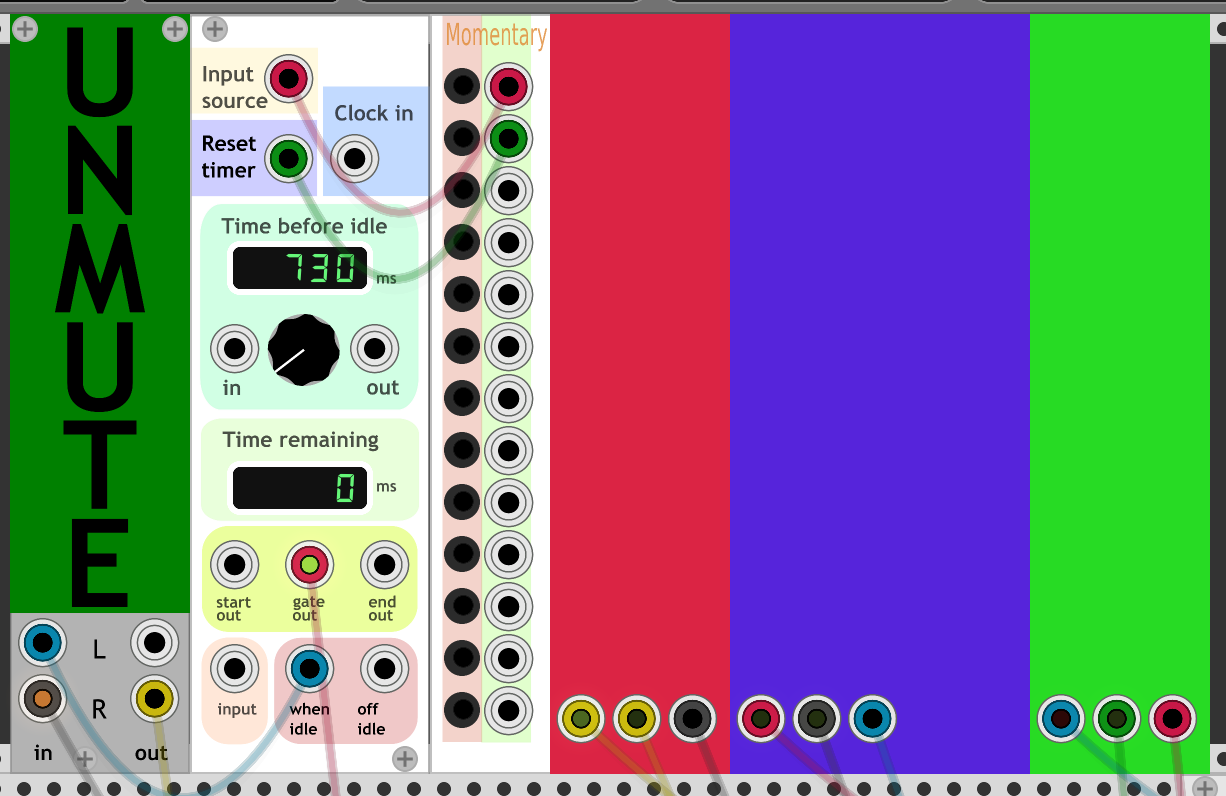 UNMUTE
L
R
in
out
Input
source
Clock in
Reset
timer
Time before idle
730
ms
in
out
Time remaining
0
ms
start
out
gate
out
end
out
input
when
idle
off
idle
Momentary